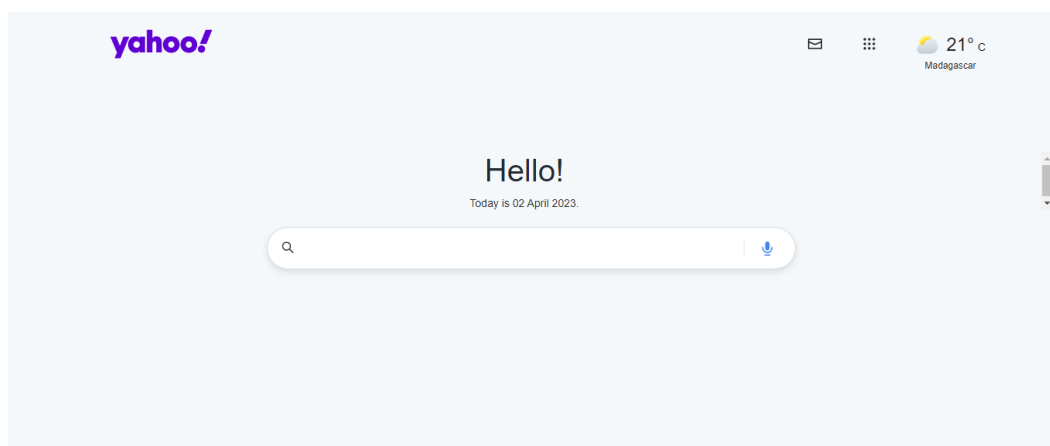 yahoo!
21° c
Madagascar
Hello!
Today is 02 April 2023.